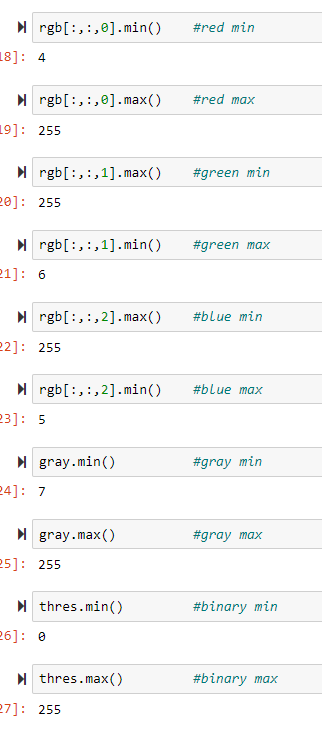 rgb[:,:,0].min()    #red min
18]: 4
rgb[:,:,0].max()    #red max
19]: 255
rgb[:,:,1].max()    #green min
20]: 255
rgb[:,:,1].min()    #green max
21]: 6
rgb[:,:,2].max()    #blue min
22]: 255
rgb[:,:,2].min()    #blue max
23]: 5
gray.min()          #gray min
24]: 7
gray.max()          #gray max
25]: 255
thres.min()         #binary min
26]: 0
thres.max()         #binary max
27]: 255